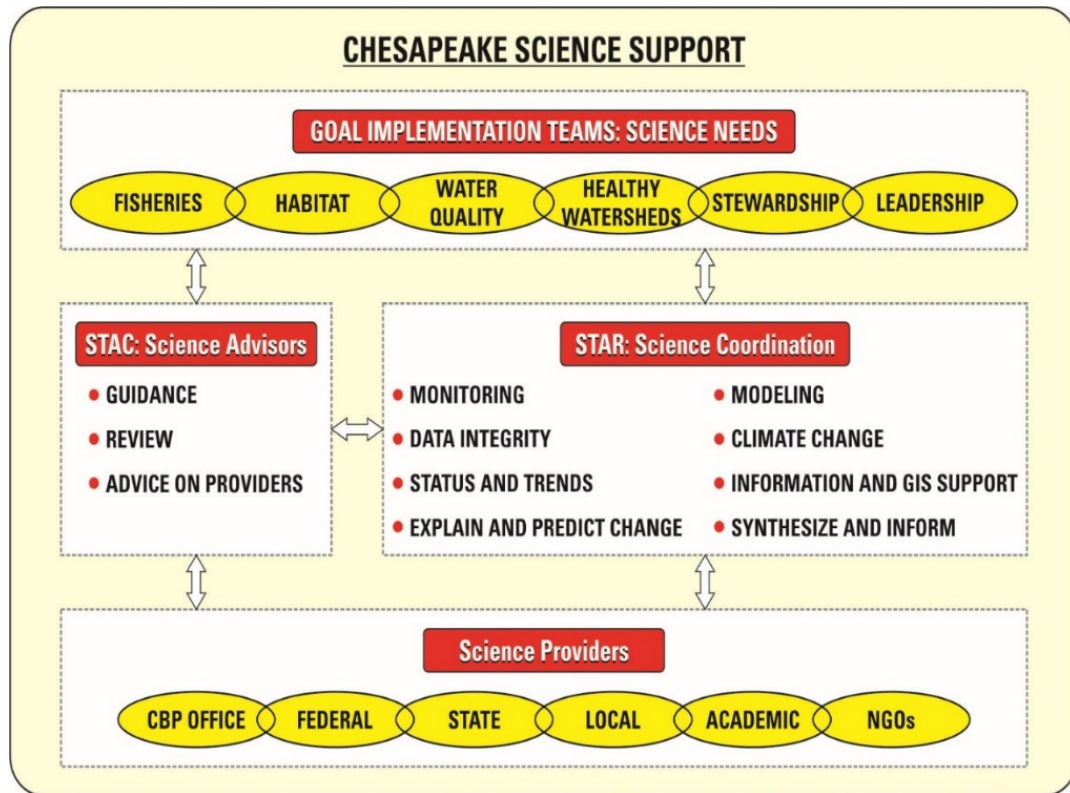 CHESAPEAKE SCIENCE SUPPORT
GOAL IMPLEMENTATION TEAMS: SCIENCE NEEDS
FISHERIES
HABITAT
WATER
QUALITY
HEALTHY
WATERSHEDS
STEWARDSHIP
LEADERSHIP
STAC: Science Advisors
• GUIDANCE
• REVIEW
• ADVICE ON PROVIDERS
STAR: Science Coordination
• MONITORING
• DATA INTEGRITY
• STATUS AND TRENDS
• EXPLAIN AND PREDICT CHANGE
• MODELING
• CLIMATE CHANGE
• INFORMATION AND GIS SUPPORT
• SYNTHESIZE AND INFORM
Science Providers
CBP OFFICE
FEDERAL
STATE
LOCAL
ACADEMIC
NGOs